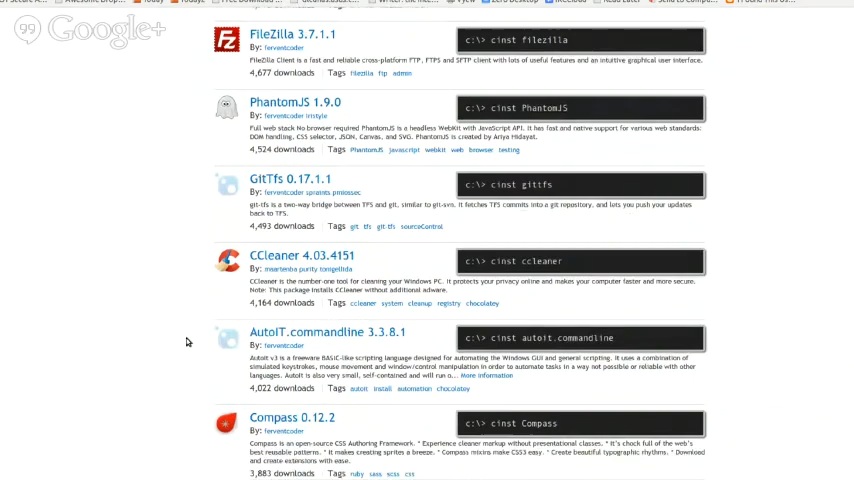 Google+
FileZilla 3.7.1.1
By: ferventcoder
c:\> cinst filezilla
FileZilla Client is a fast and reliable cross-platform FTP, FTPS and SFTP client with lots of useful features and an intuitive graphical user interface.
4,677 downloads Tags filezilla ftp admin
PhantomJS 1.9.0
By: ferventcoder iristyle
c:\> cinst PhantomJS
Full web stack No browser required PhantomJS is a headless WebKit with JavaScript API. It has fast and native support for various web standards:
DOM handling, CSS selector, JSON, Canvas, and SVG. PhantomJS is created by Ariya Hidayat.
4,524 downloads Tags PhantomJS javascript webkit web browser testing
GitTfs 0.17.1.1
By: ferventcoder spraints pmiossec
c:\> cinst gittfs
git-tfs is a two-way bridge between TFS and git, similar to git-svn. It fetches TFS commits into a git repository, and lets you push your updates
back to TFS.
4,493 downloads Tags git tfs git-tfs sourceControl
CCleaner 4.03.4151
By: maartenba purity tomgellida
c:\> cinst ccleaner
CCleaner is the number-one tool for cleaning your Windows PC. It protects your privacy online and makes your computer faster and more secure.
Note: This package installs CCleaner without additional adware.
4,164 downloads Tags ccleaner system cleanup registry chocolatey
AutoIT.commandline 3.3.8.1
By: ferventcoder
c:\> cinst autoit.commandline
AutoIt v3 is a freeware BASIC-like scripting language designed for automating the Windows GUI and general scripting. It uses a combination of
simulated keystrokes, mouse movement and window/control manipulation in order to automate tasks in a way not possible or reliable with other
languages. AutoIt is also very small, self-contained and will run o... More information
4,022 downloads Tags autoit install automation chocolatey
Compass 0.12.2
By: ferventcoder
c:\> cinst Compass
Compass is an open-source CSS Authoring Framework. * Experience cleaner markup without presentational classes. * It's chock full of the web's
best reusable patterns. * It makes creating sprites a breeze. * Compass mixins make CSS3 easy. * Create beautiful typographic rhythms. * Download
and create extensions with ease.
3,883 downloads Tags ruby sass scss css